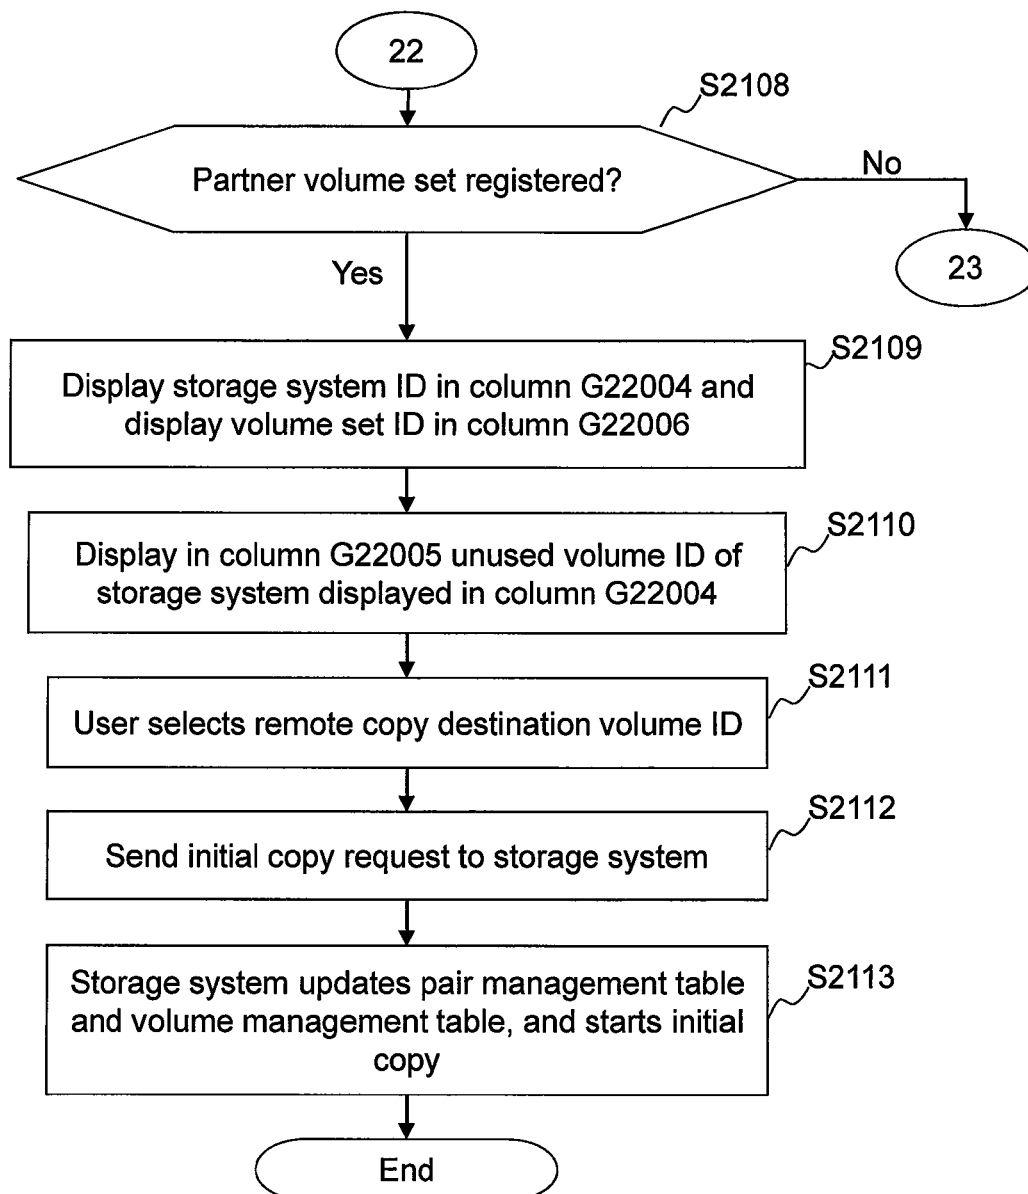 22
S2108
Partner volume set registered?
No
23
Yes
S2109
Display storage system ID in column G22004 and
display volume set ID in column G22006
S2110
Display in column G22005 unused volume ID of
storage system displayed in column G22004
S2111
User selects remote copy destination volume ID
S2112
Send initial copy request to storage system
S2113
Storage system updates pair management table
and volume management table, and starts initial
copy
End